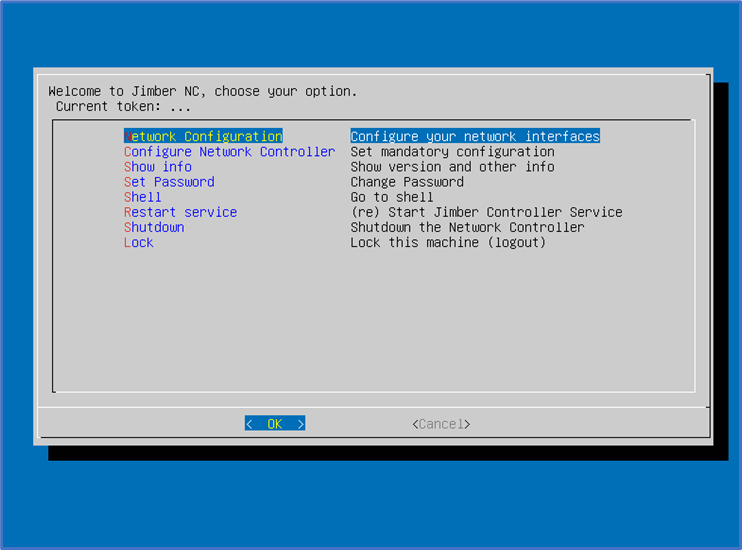 Welcome to Jimber NC, choose your option.
Current token: ...
Network Configuration Configure your network interfaces
Configure Network Controller Set mandatory configuration
Show info Show version and other info
Set Password Change Password
Shell Go to shell
Restart service (re) Start Jimber Controller Service
Shutdown Shutdown the Network Controller
Lock Lock this machine (logout)
< OK > <Cancel>